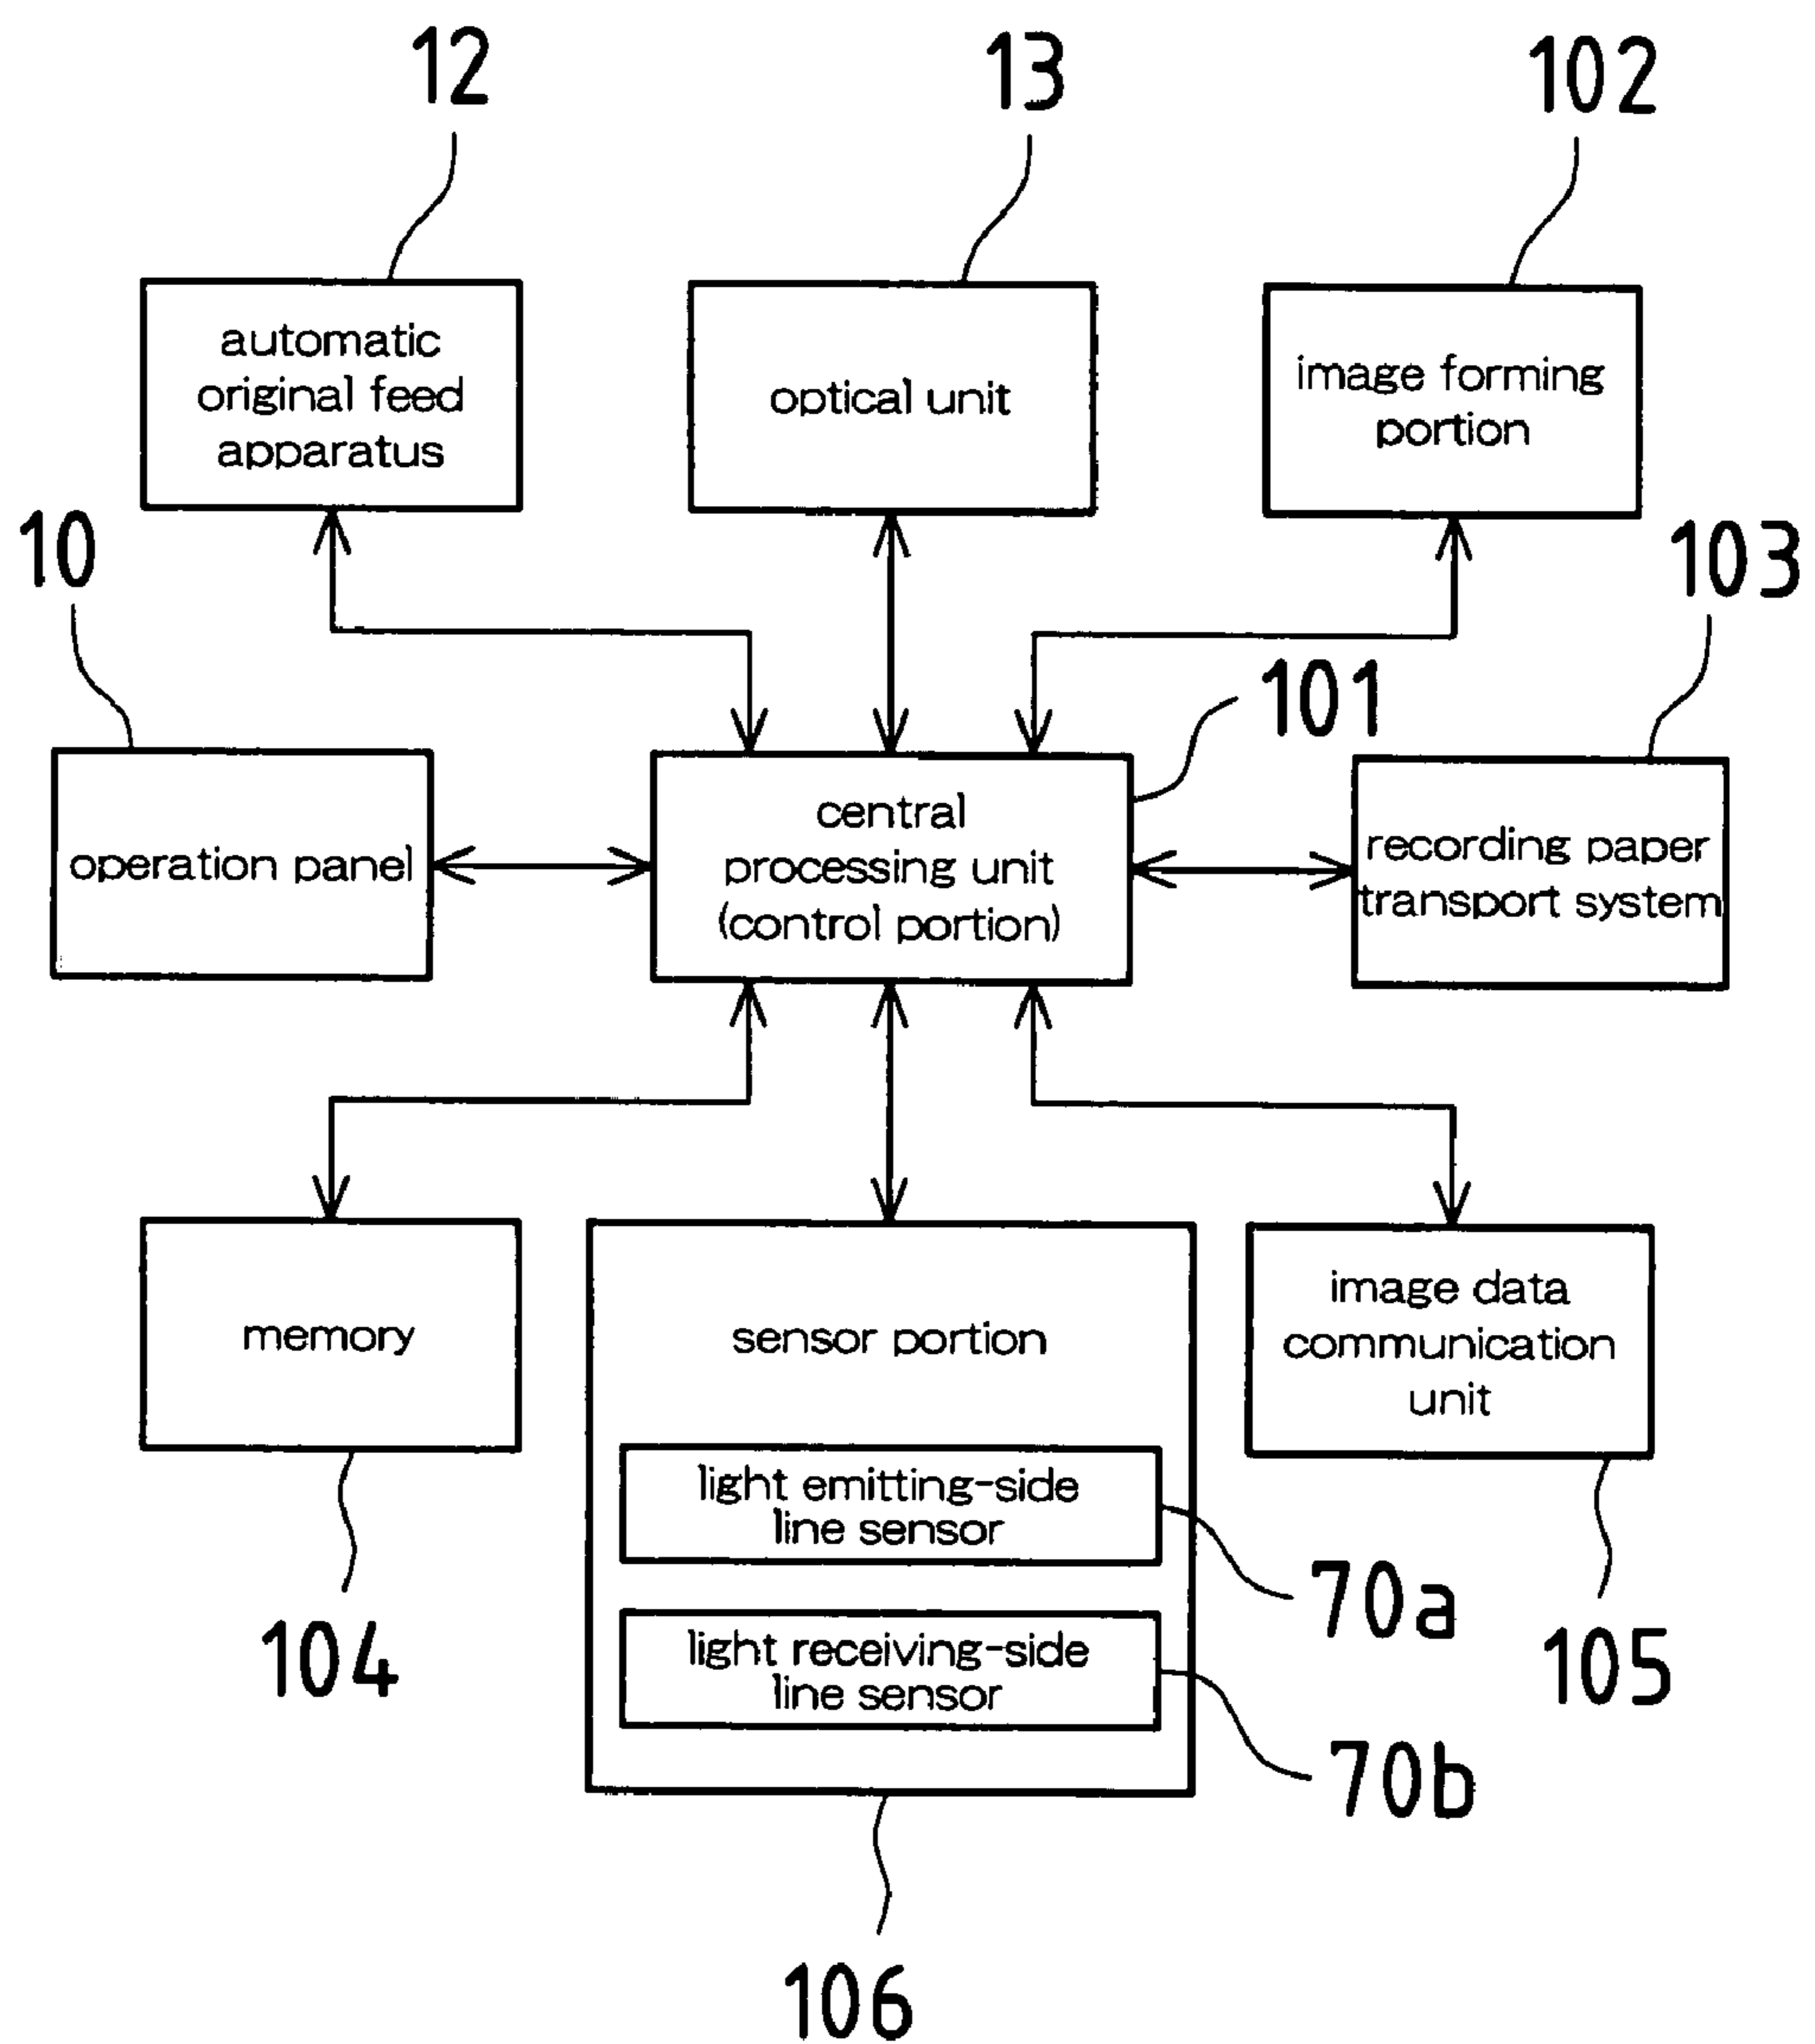 12
13
102
automatic
original feed
apparatus
optical unit
image forming
portion
10
103
101
operation panel
central
processing unit
(control portion)
recording paper
transport system
memory
sensor portion
image data
communication
unit
light emitting-side
line sensor
70a
light receiving-side
line sensor
70b
104
105
106